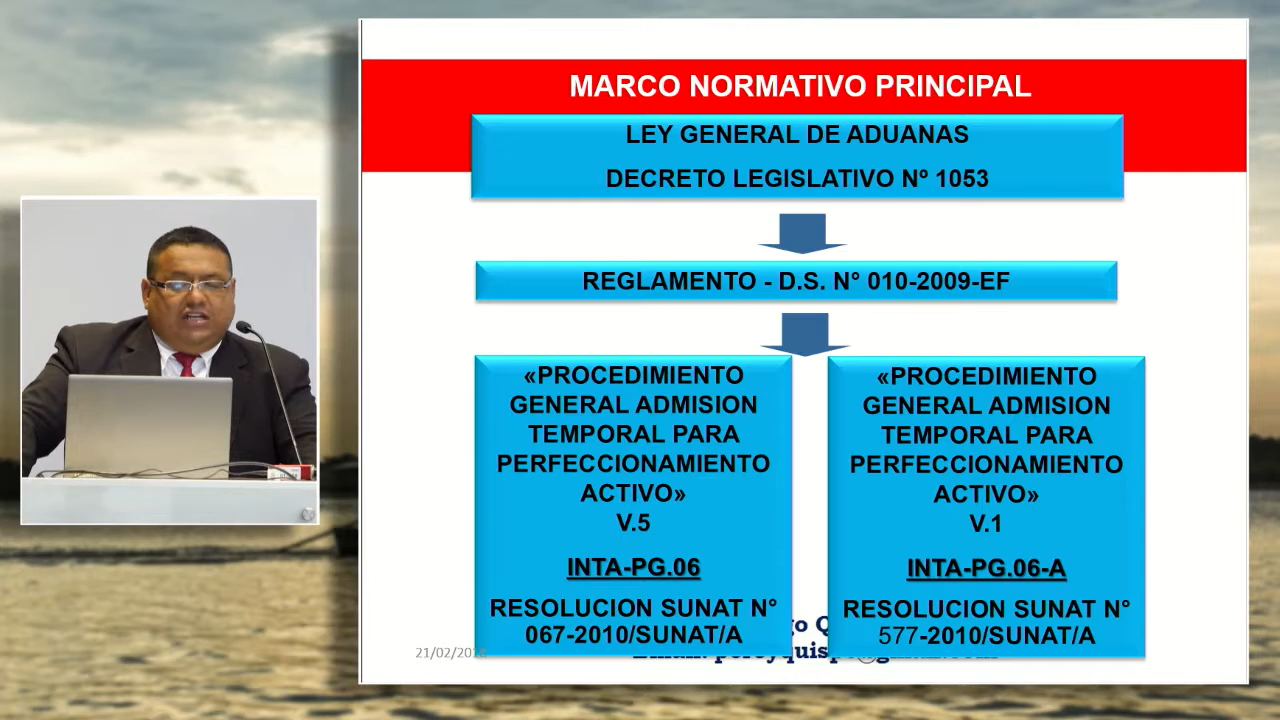 MARCO NORMATIVO PRINCIPAL
LEY GENERAL DE ADUANAS
DECRETO LEGISLATIVO Nº 1053
REGLAMENTO - D.S. N° 010-2009-EF
«PROCEDIMIENTO
GENERAL ADMISION
TEMPORAL PARA
PERFECCIONAMIENTO
ACTIVO»
V.5
INTA-PG.06
RESOLUCION SUNAT N°
067-2010/SUNAT/A
«PROCEDIMIENTO
GENERAL ADMISION
TEMPORAL PARA
PERFECCIONAMIENTO
ACTIVO»
V.1
INTA-PG.06-A
RESOLUCION SUNAT N°
577-2010/SUNAT/A